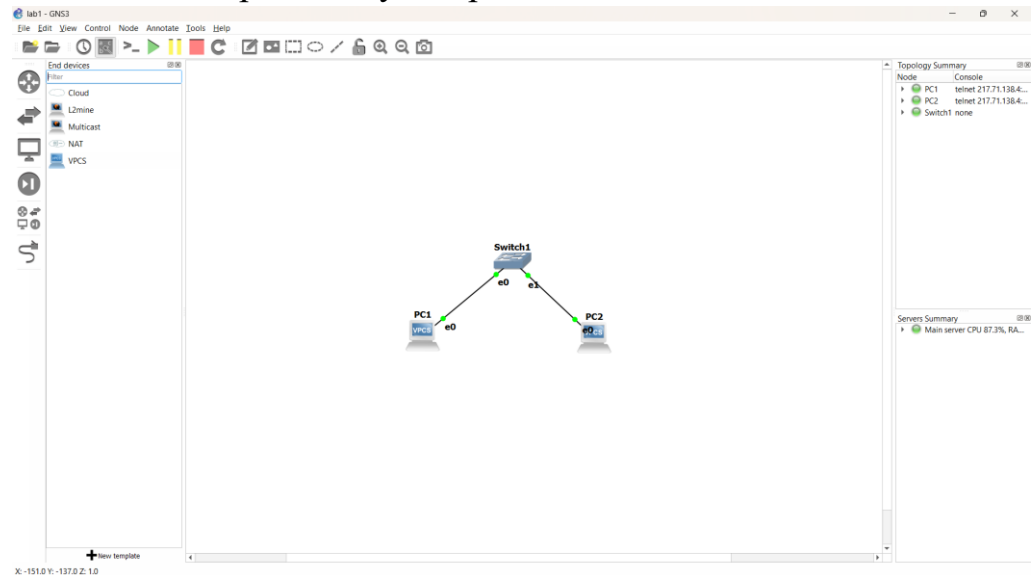 lab1 - GNS3
File Edit View Control Node Annotate Tools Help
End devices
Filter
Cloud
L2mine
Multicast
NAT
VPCS
New template
Switch1
e0
e1
PC1
e0
VPCS
PC2
e0
Topology Summary
Node Console
PC1 telnet 217.71.138.4:...
PC2 telnet 217.71.138.4:...
Switch1 none
Servers Summary
Main server CPU 87.3%, RA...
X: -151.0 Y: -137.0 Z: 1.0